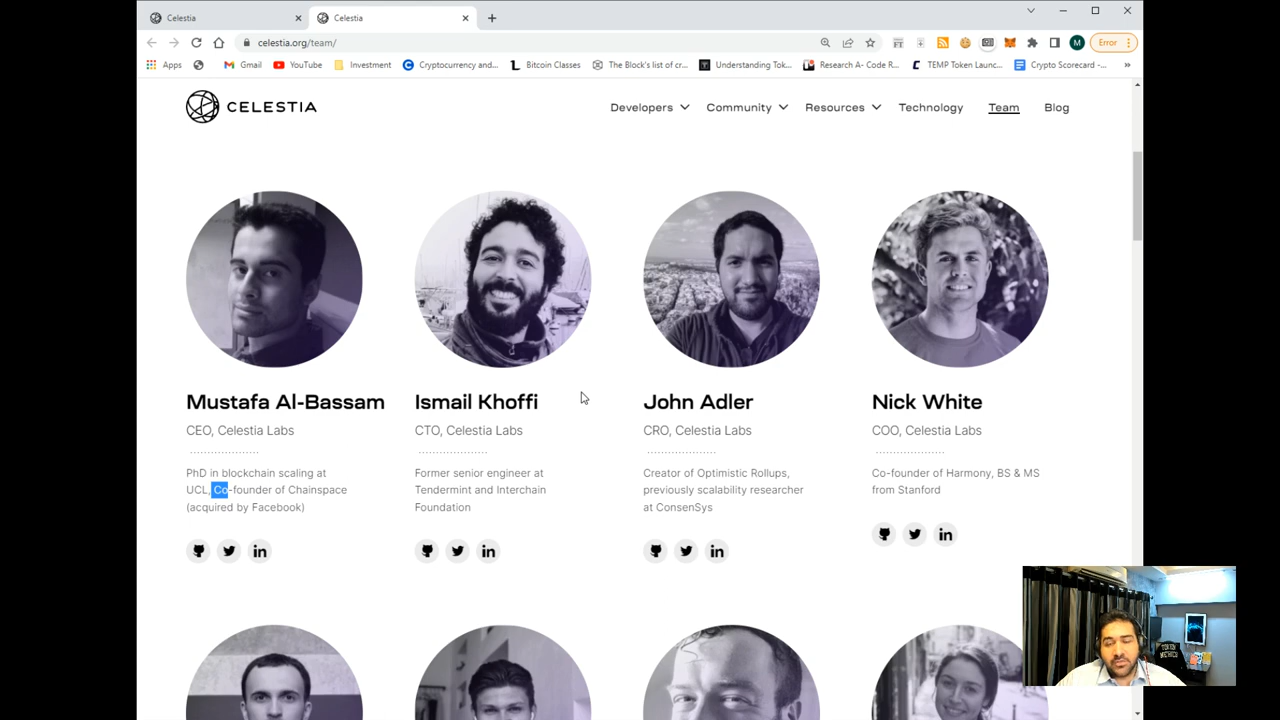 Celestia
Celestia
celestia.org/team/
Error
Apps
Gmail
YouTube
Investment
Cryptocurrency and...
Bitcoin Classes
The Block's list of cr...
Understanding Tok...
Research A- Code R...
TEMP Token Launc...
Crypto Scorecard -...
CELESTIA
Developers
Community
Resources
Technology
Team
Blog
Mustafa Al-Bassam
CEO, Celestia Labs
PhD in blockchain scaling at
UCL, Co-founder of Chainspace
(acquired by Facebook)
Ismail Khoffi
CTO, Celestia Labs
Former senior engineer at
Tendermint and Interchain
Foundation
John Adler
CRO, Celestia Labs
Creator of Optimistic Rollups,
previously scalability researcher
at ConsenSys
Nick White
COO, Celestia Labs
Co-founder of Harmony, BS & MS
from Stanford
TOKEN
METRICS